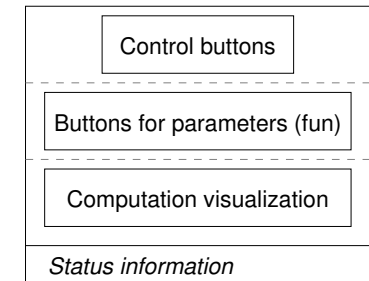 Control buttons
Buttons for parameters (fun)
Computation visualization
Status information